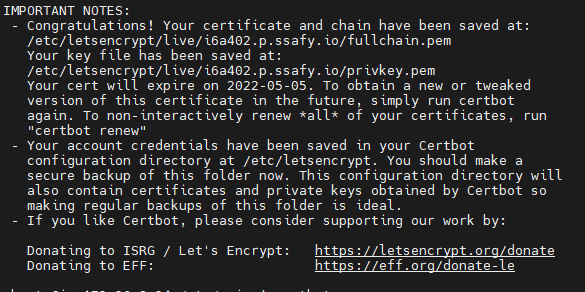 IMPORTANT NOTES:
- Congratulations! Your certificate and chain have been saved at:
/etc/letsencrypt/live/i6a402.p.ssafy.io/fullchain.pem
Your key file has been saved at:
/etc/letsencrypt/live/i6a402.p.ssafy.io/privkey.pem
Your cert will expire on 2022-05-05. To obtain a new or tweaked
version of this certificate in the future, simply run certbot
again. To non-interactively renew *all* of your certificates, run
"certbot renew"
- Your account credentials have been saved in your Certbot
configuration directory at /etc/letsencrypt. You should make a
secure backup of this folder now. This configuration directory will
also contain certificates and private keys obtained by Certbot so
making regular backups of this folder is ideal.
- If you like Certbot, please consider supporting our work by:
Donating to ISRG / Let's Encrypt: https://letsencrypt.org/donate
Donating to EFF: https://eff.org/donate-le